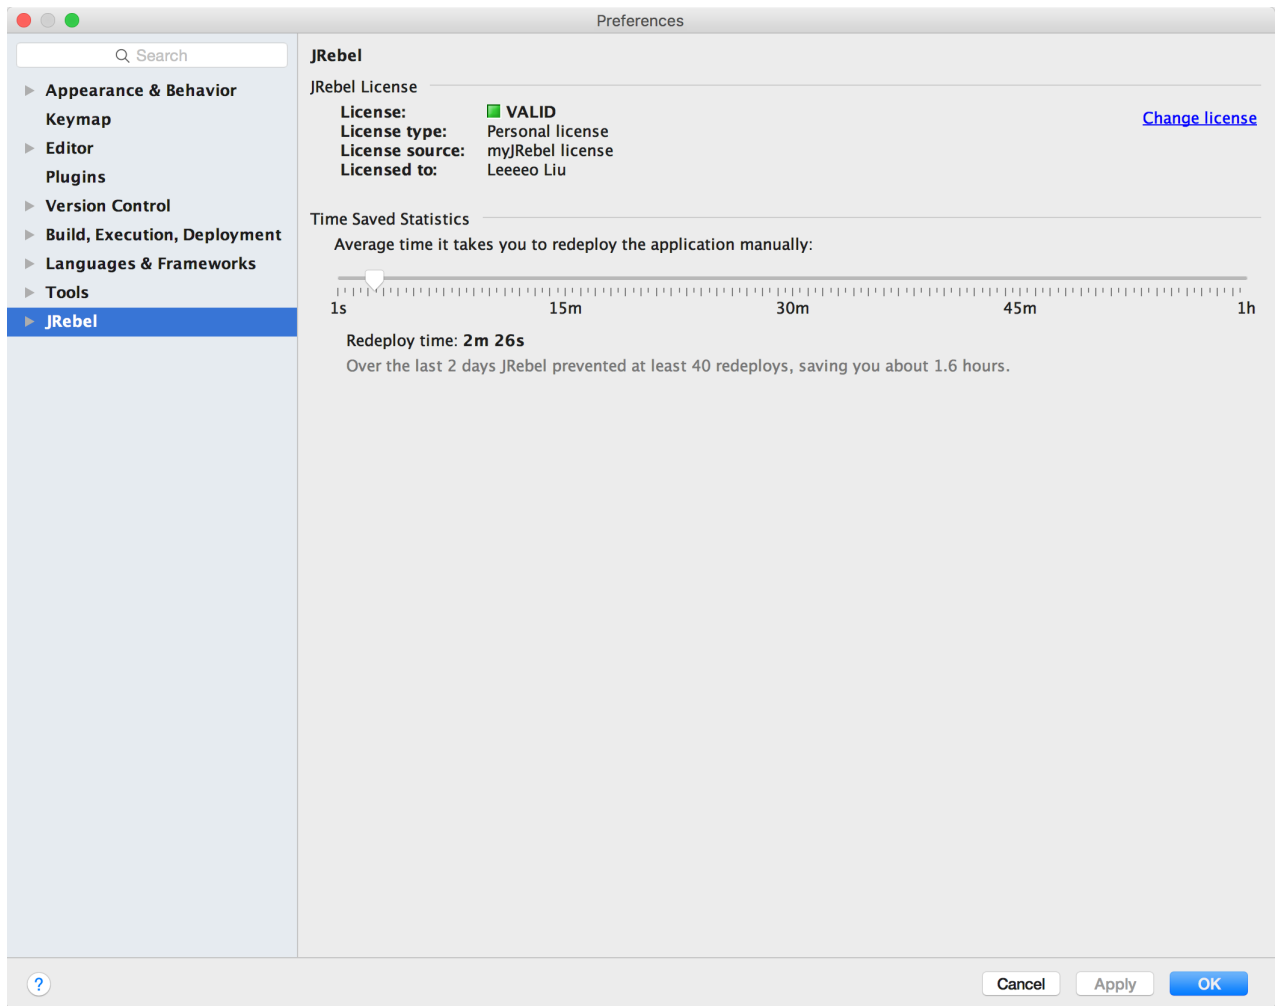 Preferences
Search
Appearance & Behavior
Keymap
Editor
Plugins
Version Control
Build, Execution, Deployment
Languages & Frameworks
Tools
JRebel
JRebel
JRebel License
License: VALID
Change license
License type: Personal license
License source: myJRebel license
Licensed to: Leeeeo Liu
Time Saved Statistics
Average time it takes you to redeploy the application manually:
1s 15m 30m 45m 1h
Redeploy time: 2m 26s
Over the last 2 days JRebel prevented at least 40 redeploys, saving you about 1.6 hours.
? Cancel Apply OK